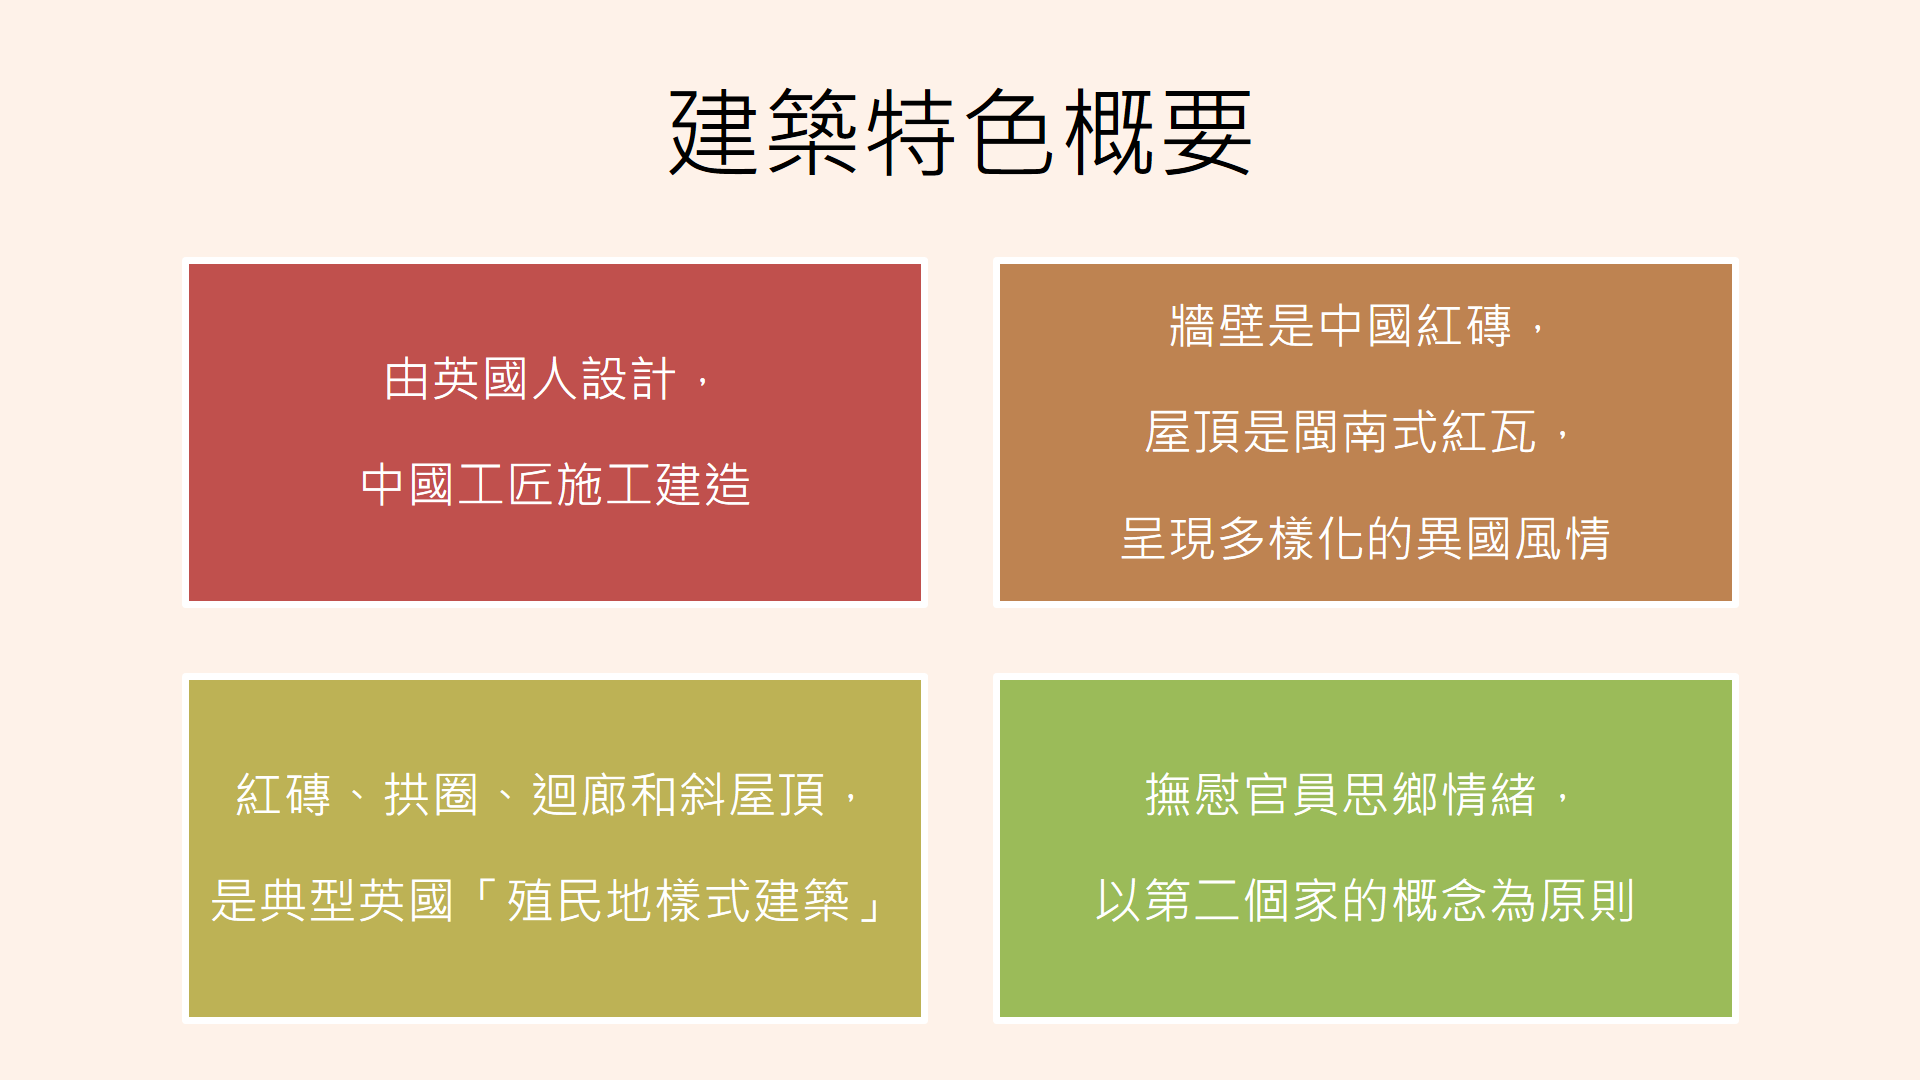 建築特色概要
由英國人設計，
中國工匠施工建造
牆壁是中國紅磚，
屋頂是閩南式紅瓦，
呈現多樣化的異國風情
紅磚、拱圈、迴廊和斜屋頂，
是典型英國「殖民地樣式建築」
撫慰官員思鄉情緒，
以第二個家的概念為原則